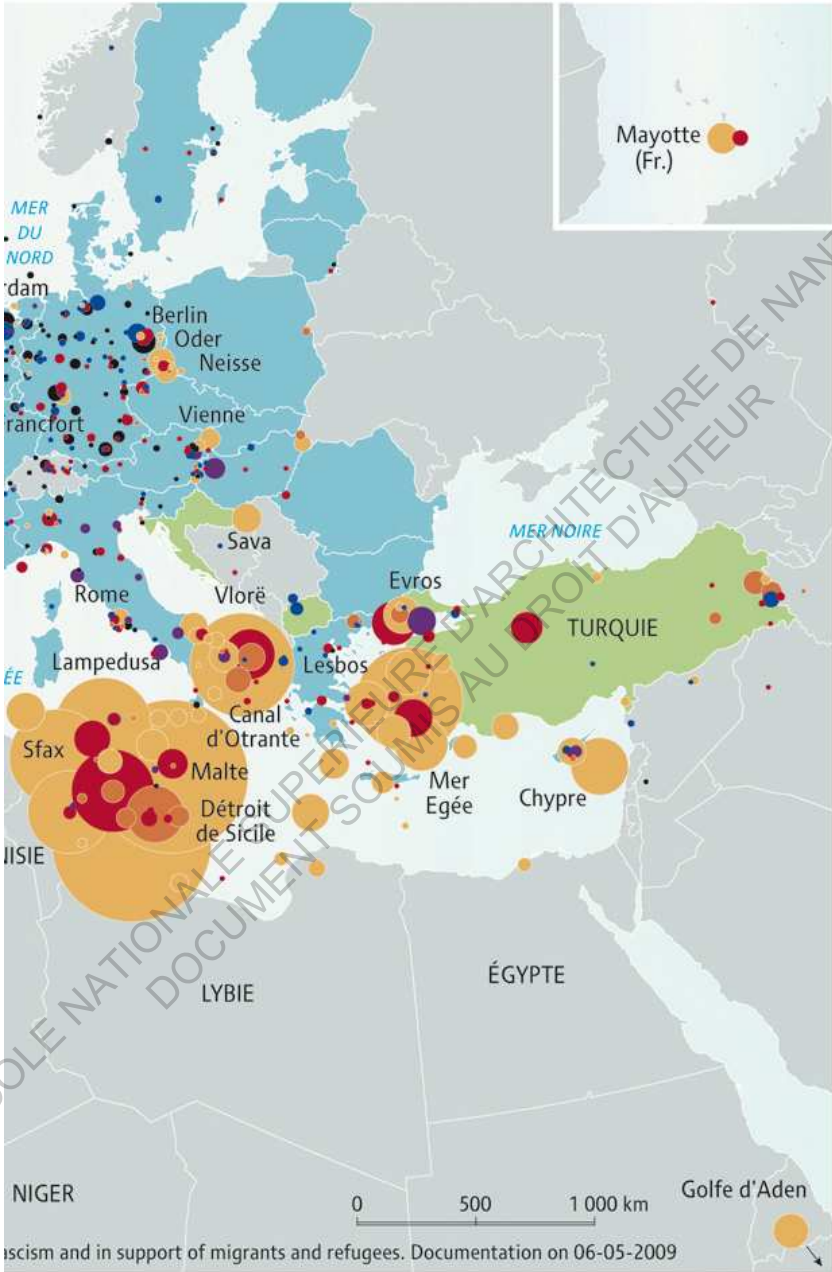 Mayotte
(Fr.)
MER
DU
NORD
rdam
Berlin
Oder
Neisse
Vienne
rancfort
MER NOIRE
Sava
Rome
Vlorë
Evros
TURQUIE
Lampedusa
Lesbos
ÉE
Canal
d'Otrante
Sfax
Malte
Mer
Egée
Chypre
Détroit
de Sicile
NISIE
ÉGYPTE
LYBIE
NIGER
0 500 1 000 km
Golfe d'Aden
ascism and in support of migrants and refugees. Documentation on 06-05-2009
OLE NATIONALE SUPERIEURE D'ARCHITECTURE DE NANT
DOCUMENT SOUMIS AU DROIT D'AUTEUR